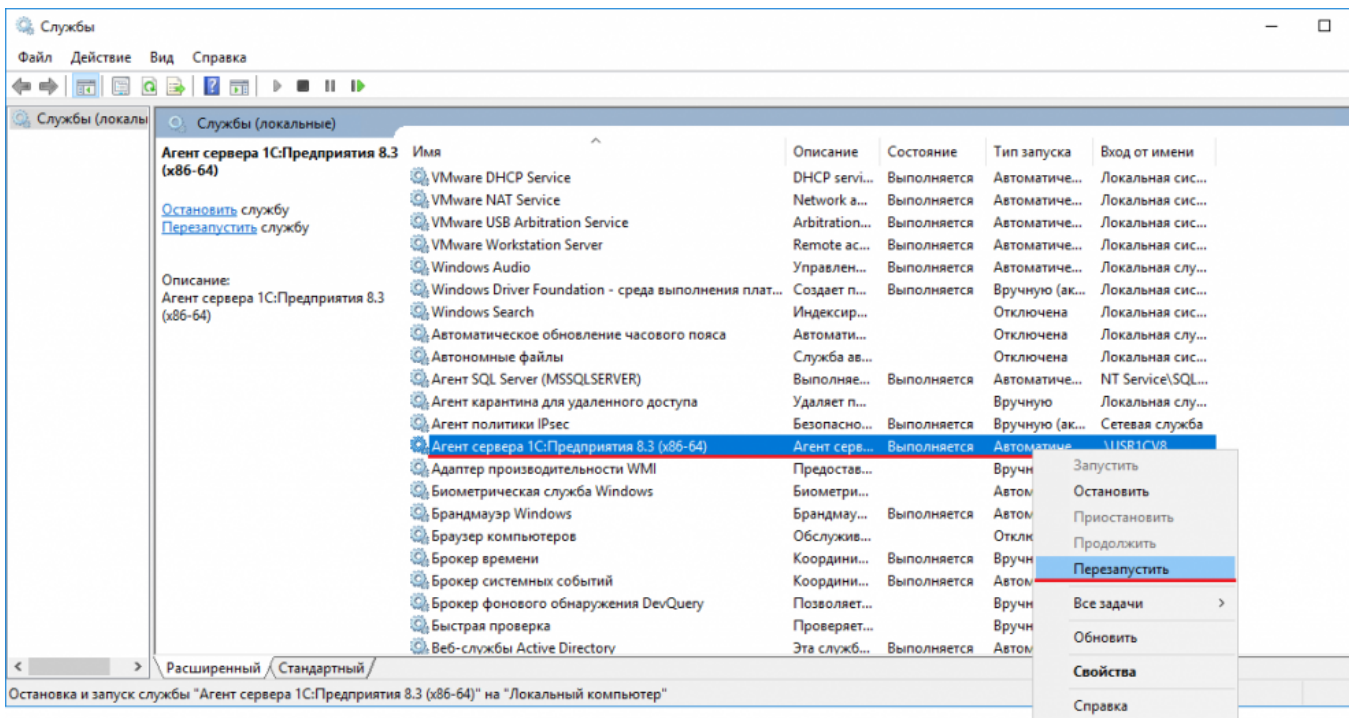 Службы
Файл Действие Вид Справка
Службы (локалы
Службы (локальные)
Агент сервера 1С:Предприятия 8.3
(x86-64)
Остановить службу
Перезапустить службу
Описание:
Агент сервера 1С:Предприятия 8.3
(x86-64)
Имя Описание Состояние Тип запуска Вход от имени
VMware DHCP Service DHCP servi... Выполняется Автоматиче... Локальная сис...
VMware NAT Service Network a... Выполняется Автоматиче... Локальная сис...
VMware USB Arbitration Service Arbitration... Выполняется Автоматиче... Локальная сис...
VMware Workstation Server Remote ac... Выполняется Автоматиче... Локальная сис...
Windows Audio Управлен... Выполняется Автоматиче... Локальная слу...
Windows Driver Foundation - среда выполнения плат... Создает п... Выполняется Вручную (ак... Локальная сис...
Windows Search Индексир... Отключена Локальная сис...
Автоматическое обновление часового пояса Автомати... Отключена Локальная слу...
Автономные файлы Служба ав... Отключена Локальная сис...
Агент SQL Server (MSSQLSERVER) Выполняе... Выполняется Автоматиче... NT Service\SQL...
Агент карантина для удаленного доступа Удаляет п... Вручную Локальная слу...
Агент политики IPsec Безопасно... Выполняется Вручную (ак... Сетевая служба
Агент сервера 1С:Предприятия 8.3 (x86-64) Агент серв... Выполняется Автоматиче... .\USR1CV8
Адаптер производительности WMI Предостав... Вручн
Биометрическая служба Windows Биометри... Автом
Брандмауэр Windows Брандмау... Выполняется Автом
Браузер компьютеров Обслужив... Отклю
Брокер времени Координи... Выполняется Вручн
Брокер системных событий Координи... Выполняется Автом
Брокер фонового обнаружения DevQuery Позволяет... Вручн
Быстрая проверка Проверяет... Вручн
Веб-службы Active Directory Эта служб... Выполняется Автом
Запустить
Остановить
Приостановить
Продолжить
Перезапустить
Все задачи
Обновить
Свойства
Справка
Расширенный Стандартный
Остановка и запуск службы "Агент сервера 1С:Предприятия 8.3 (x86-64)" на "Локальный компьютер"